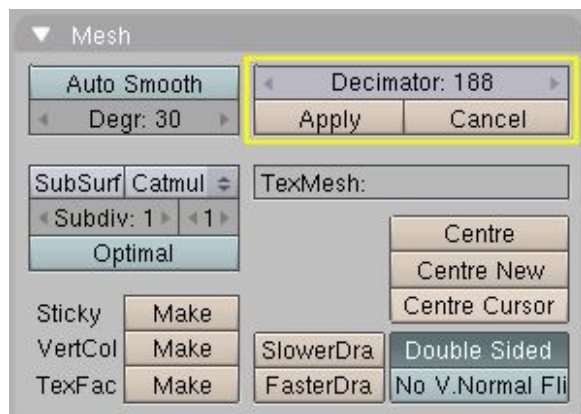 Mesh
Auto Smooth
Degr: 30
Decimator: 188
Apply
Cancel
SubSurf
Catmul
Subdiv: 1
1
Optimal
TexMesh:
Centre
Centre New
Centre Cursor
Sticky
Make
VertCol
Make
TexFac
Make
SlowerDra
Double Sided
FasterDra
No V.Normal Fli